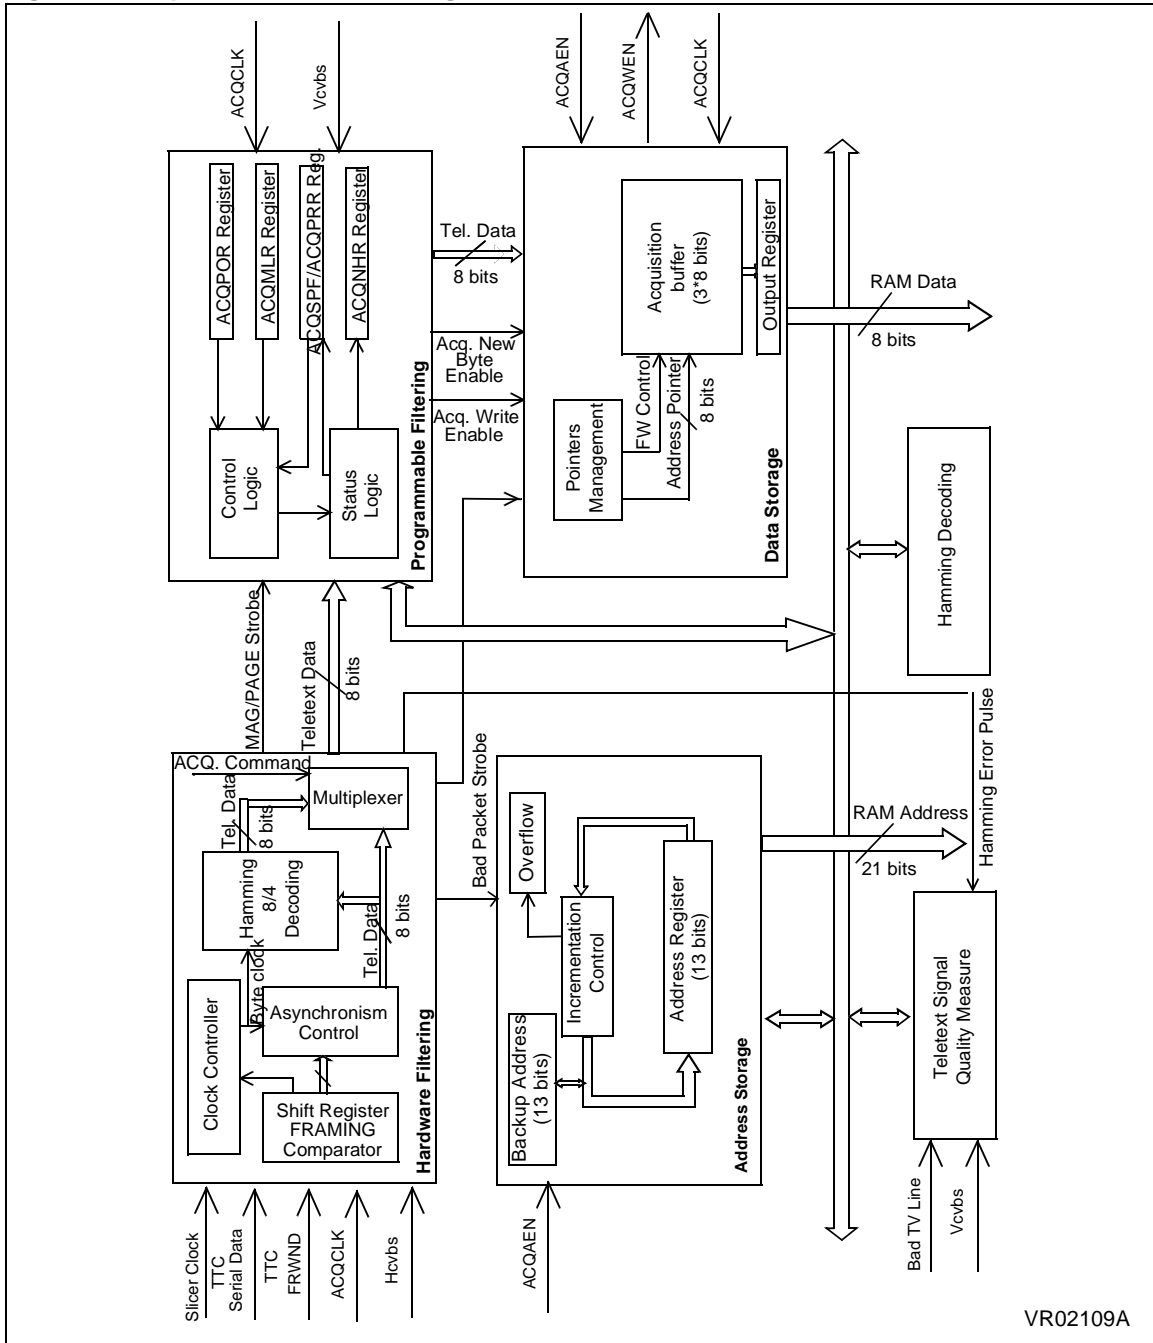 ACQCLK
Vcvbs
ACQAEN
ACQWEN
ACQCLK
ACQPOR Register
ACQMLR Register
ACQSPF/ACQPRR Reg.
ACQNHR Register
Control
Logic
Status
Logic
Programmable Filtering
Tel. Data
8 bits
Acq. New
Byte
Enable
Acq. Write
Enable
Acquisition
buffer
(3*8 bits)
Output Register
Pointers
Management
FW Control
Address Pointer
8 bits
Data Storage
RAM Data
8 bits
Hamming Decoding
MAG/PAGE Strobe
Teletext Data
8 bits
ACQ. Command
Multiplexer
Tel. Data
8 bits
Hamming
8/4
Decoding
Tel. Data
8 bits
Byte clock
Clock Controller
Asynchronism
Control
Shift Register
FRAMING
Comparator
Hardware Filtering
Bad Packet Strobe
Overflow
Incrementation
Control
Address Register
(13 bits)
Backup Address
(13 bits)
Address Storage
RAM Address
21 bits
Hamming Error Pulse
Teletext Signal
Quality Measure
Slicer Clock
TTC
Serial Data
TTC
FRWND
ACQCLK
Hcvbs
ACQAEN
Bad TV Line
Vcvbs
VR02109A